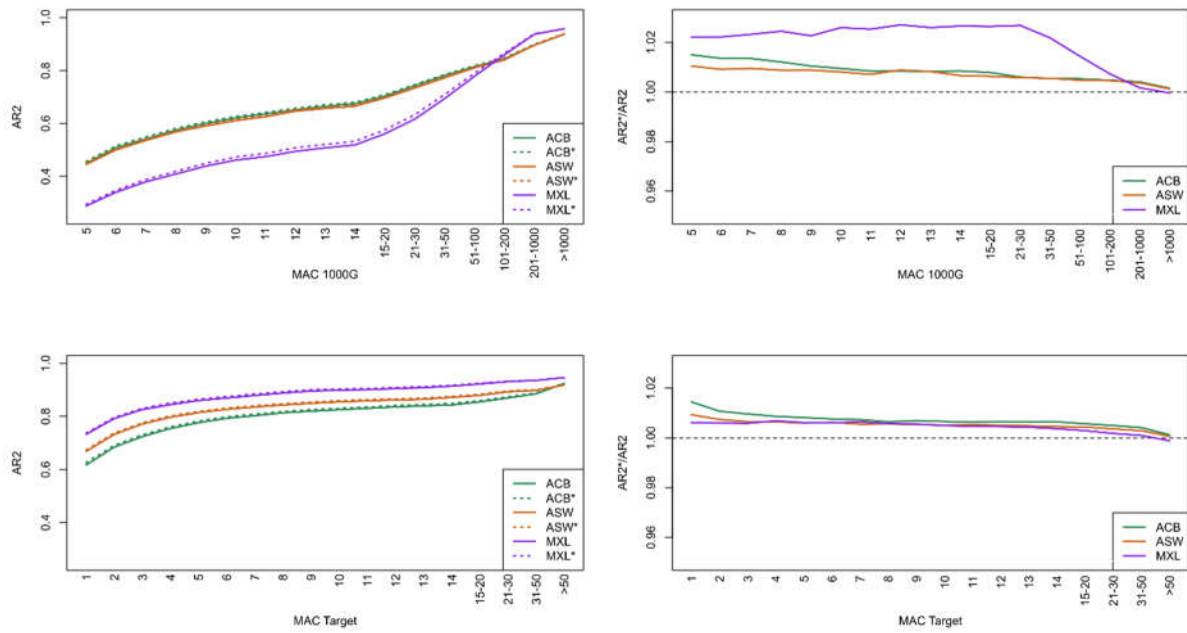 1.0
0.8
0.6
0.4
AR2
5 6 7 8 9 10 11 12 13 14 15-20 21-30 31-50 51-100 101-200 201-1000 >1000
MAC 1000G
ACB
ACB*
ASW
ASW*
MXL
MXL*
1.02
1.00
0.98
0.96
AR2*/AR2
5 6 7 8 9 10 11 12 13 14 15-20 21-30 31-50 51-100 101-200 201-1000 >1000
MAC 1000G
ACB
ASW
MXL
1.0
0.8
0.6
0.4
AR2
1 2 3 4 5 6 7 8 9 10 11 12 13 14 15-20 21-30 31-50 >50
MAC Target
ACB
ACB*
ASW
ASW*
MXL
MXL*
1.02
1.00
0.98
0.96
AR2*/AR2
1 2 3 4 5 6 7 8 9 10 11 12 13 14 15-20 21-30 31-50 >50
MAC Target
ACB
ASW
MXL